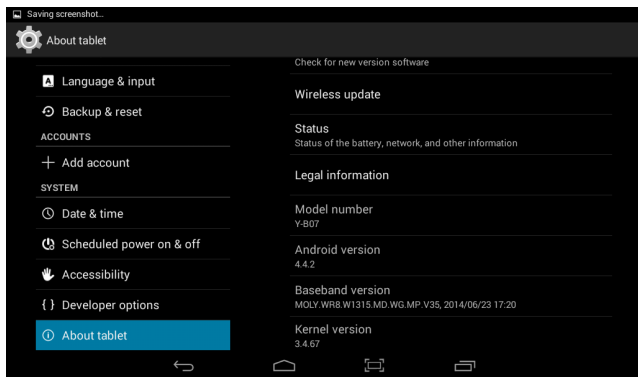 Saving screenshot...
About tablet
Language & input
Backup & reset
ACCOUNTS
Add account
SYSTEM
Date & time
Scheduled power on & off
Accessibility
{ } Developer options
About tablet
Check for new version software
Wireless update
Status
Status of the battery, network, and other information
Legal information
Model number
Y-B07
Android version
4.4.2
Baseband version
MOLY.WR8.W1315.MD.WG.MP.V35, 2014/06/23 17:20
Kernel version
3.4.67